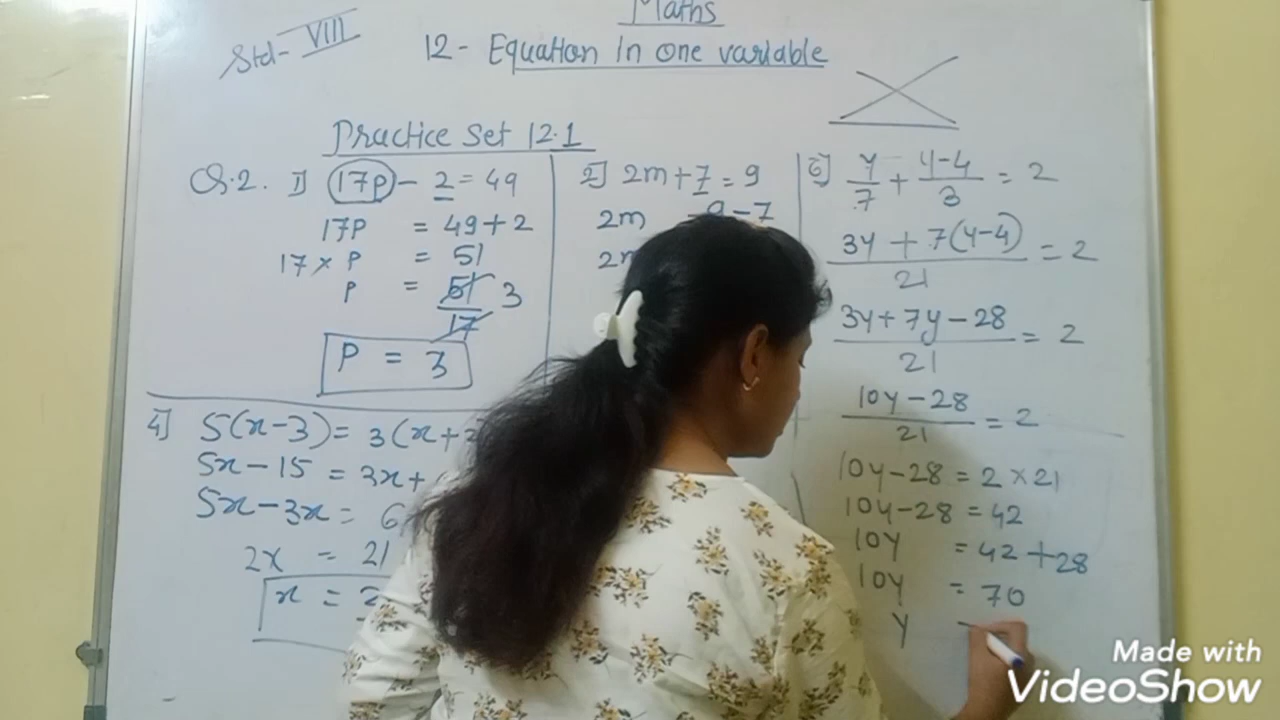 Maths
Std- VIII
12- Equation in one variable
Practice Set 12.1
Q.2. 1] 17P - 2 = 49
17P = 49+2
17 × P = 51
P = 51/17 3
P = 3
2] 2m+7 = 9
2m = 9-7
4] 5(x-3) = 3(x+
5x-15 = 3x+
5x-3x = 6
2x = 21
x = 2
6] y/7 + y-4/3 = 2
3y + 7(y-4)/21 = 2
3y+7y-28/21 = 2
10y-28/21 = 2
10y-28 = 2×21
10y-28 = 42
10y = 42+28
10y = 70
y
Made with
VideoShow